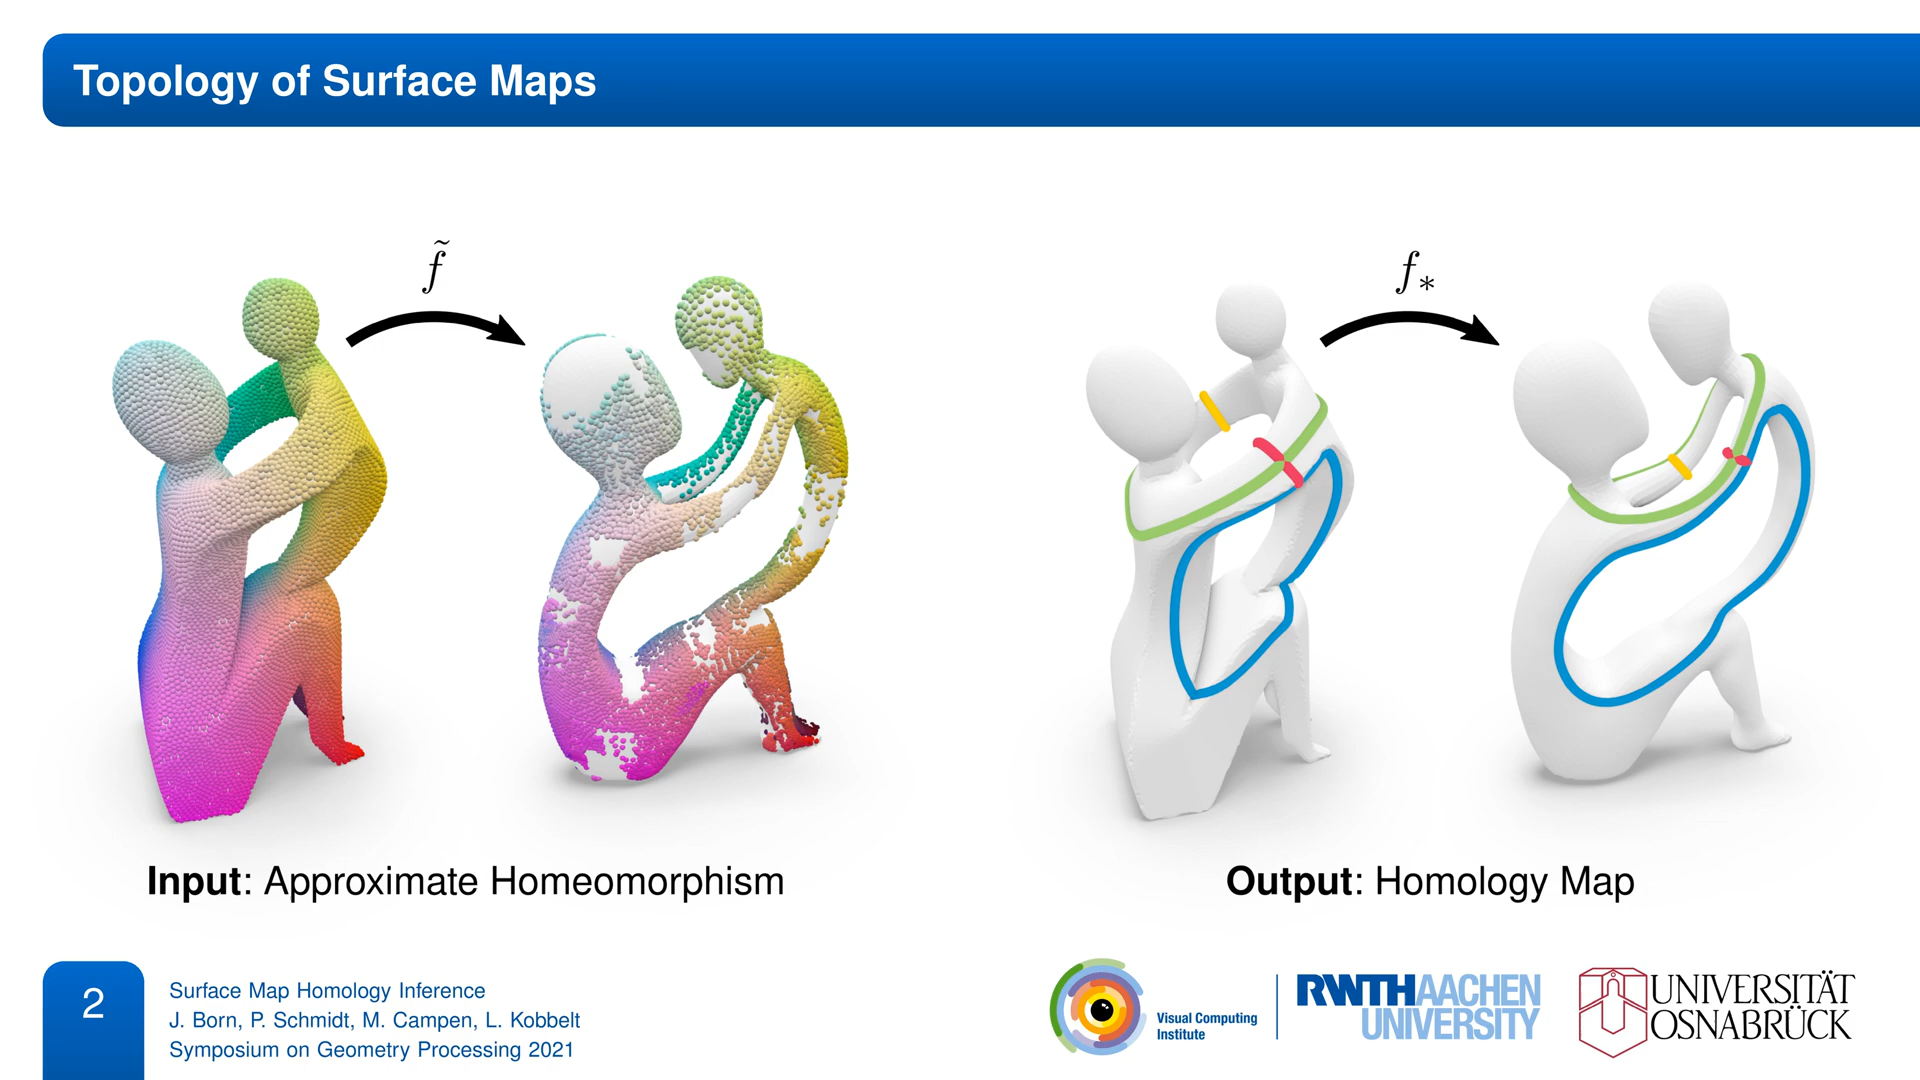 Topology of Surface Maps
f̃
f∗
Input: Approximate Homeomorphism
Output: Homology Map
2
Surface Map Homology Inference
J. Born, P. Schmidt, M. Campen, L. Kobbelt
Symposium on Geometry Processing 2021
Visual Computing
Institute
RWTHAACHEN
UNIVERSITY
UNIVERSITÄT
OSNABRÜCK